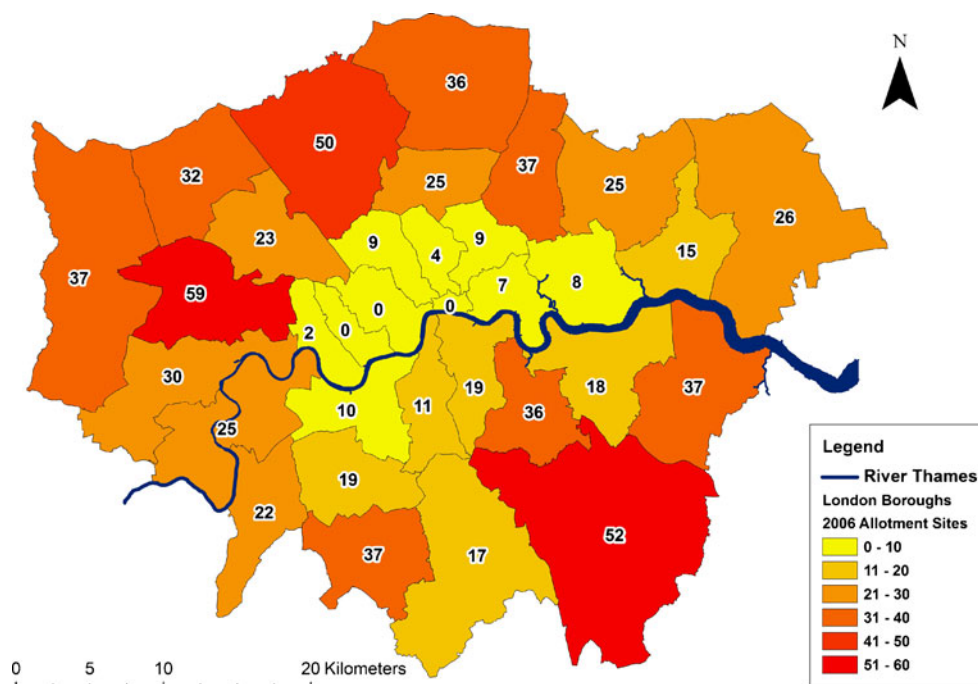 N
36
50
32
37
25
25
26
23
9
9
4
15
37
59
7
8
0
0
2
0
30
19
18
37
10
11
36
25
19
22
52
37
17
Legend
River Thames
London Boroughs
2006 Allotment Sites
0 - 10
11 - 20
21 - 30
31 - 40
41 - 50
51 - 60
0 5 10 20 Kilometers